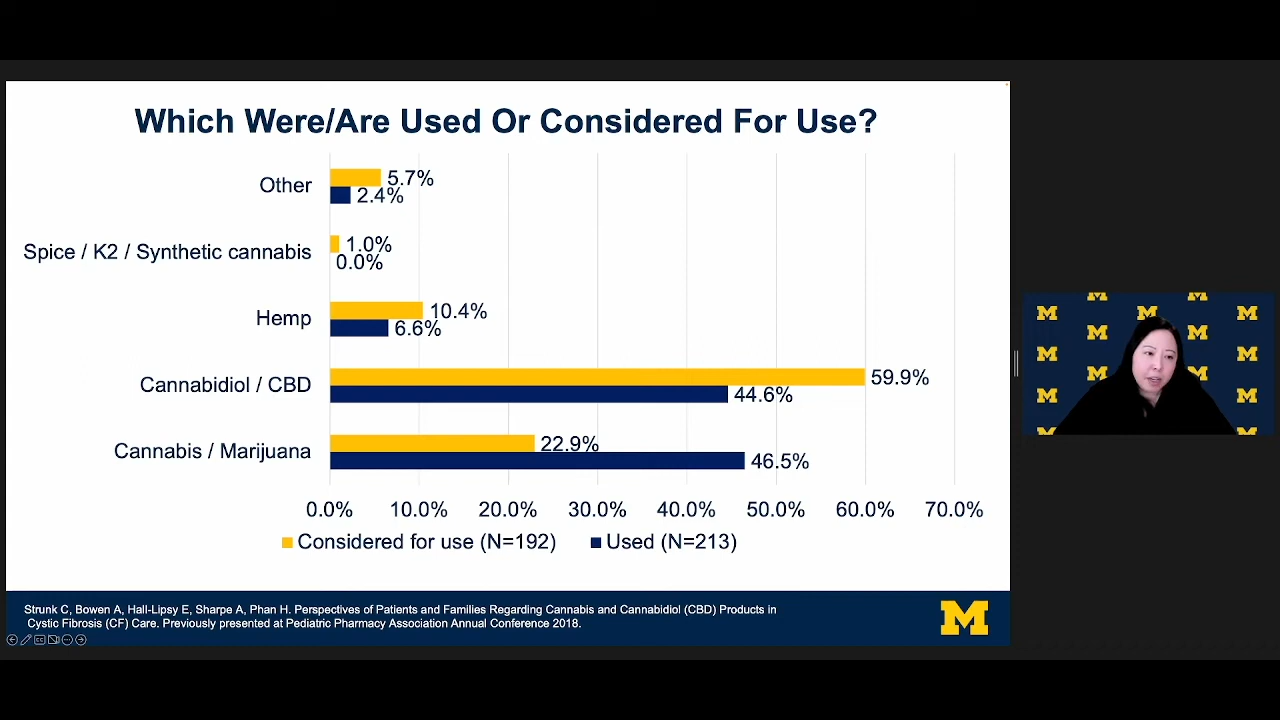 Which Were/Are Used Or Considered For Use?
Other
5.7%
2.4%
Spice / K2 / Synthetic cannabis
1.0%
0.0%
Hemp
10.4%
6.6%
Cannabidiol / CBD
59.9%
44.6%
Cannabis / Marijuana
22.9%
46.5%
0.0% 10.0% 20.0% 30.0% 40.0% 50.0% 60.0% 70.0%
Considered for use (N=192) Used (N=213)
Strunk C, Bowen A, Hall-Lipsy E, Sharpe A, Phan H. Perspectives of Patients and Families Regarding Cannabis and Cannabidiol (CBD) Products in
Cystic Fibrosis (CF) Care. Previously presented at Pediatric Pharmacy Association Annual Conference 2018.
M
M M M M M M M M M M M M M M M